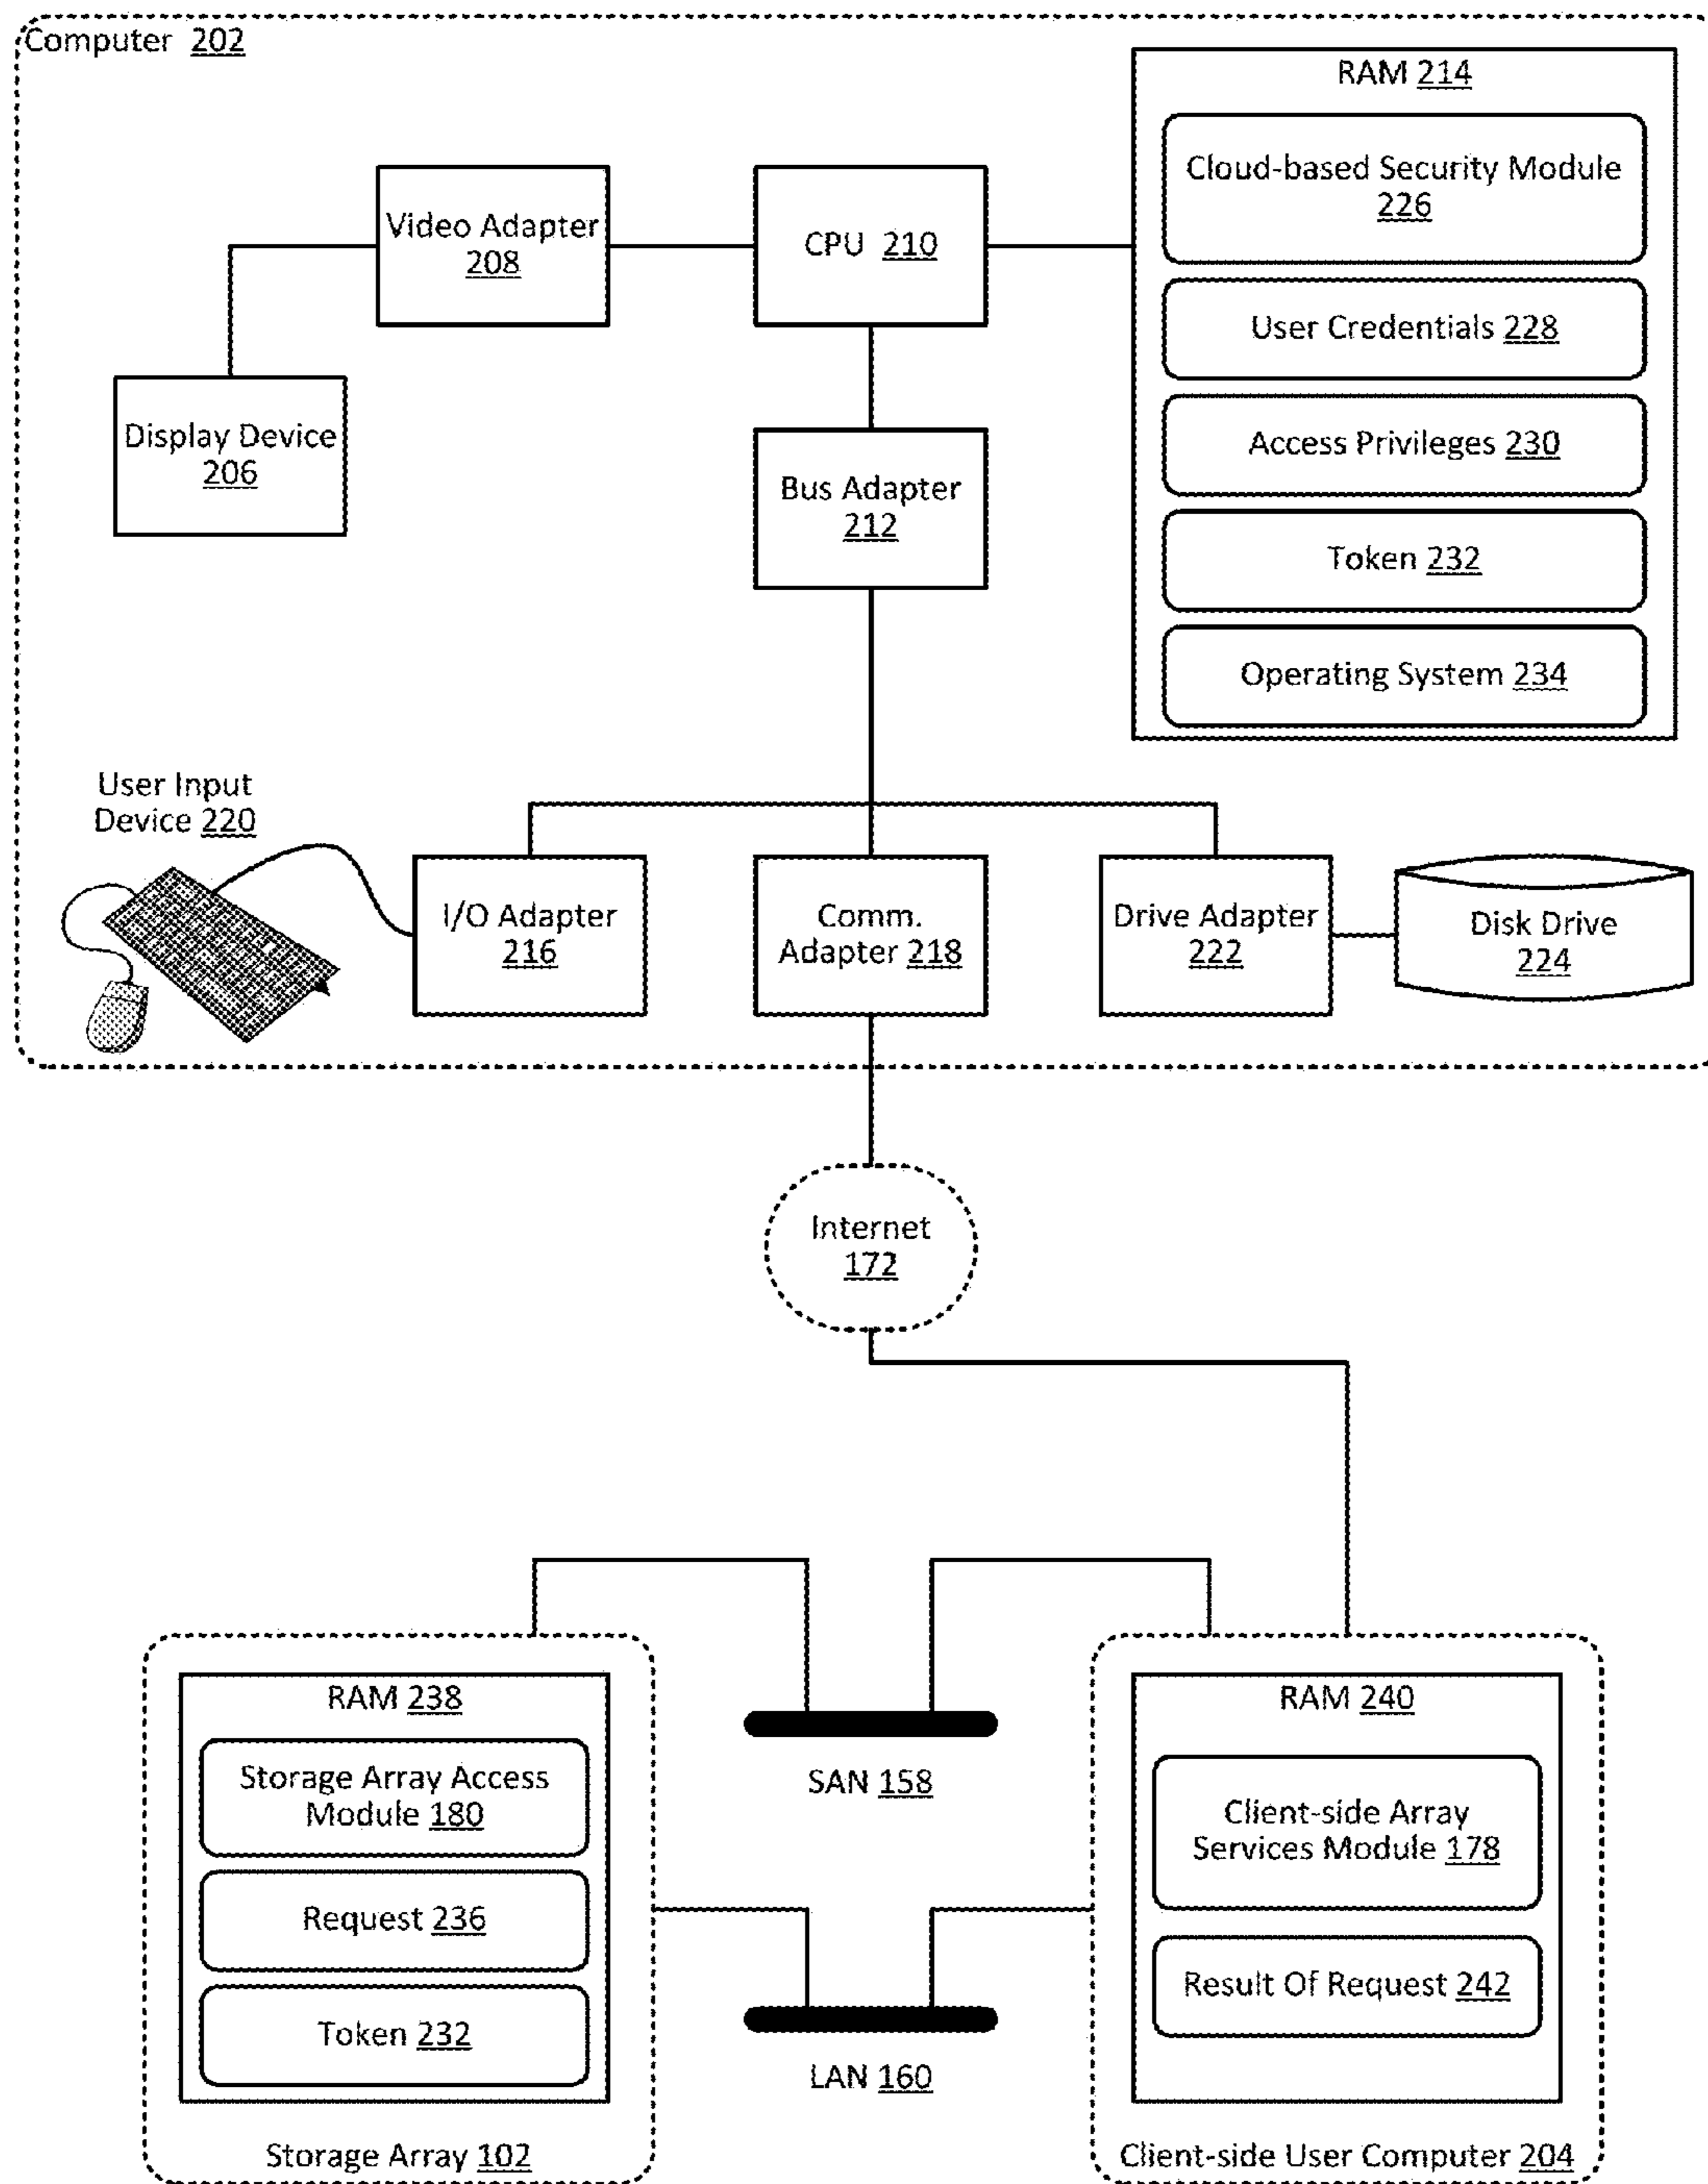 Computer 202
RAM 214
Cloud-based Security Module
226
Video Adapter
208
CPU 210
User Credentials 228
Display Device
206
Access Privileges 230
Bus Adapter
212
Token 232
Operating System 234
User Input
Device 220
I/O Adapter
216
Comm.
Adapter 218
Drive Adapter
222
Disk Drive
224
Internet
172
RAM 238
Storage Array Access
Module 180
Request 236
Token 232
Storage Array 102
SAN 158
LAN 160
RAM 240
Client-side Array
Services Module 178
Result Of Request 242
Client-side User Computer 204